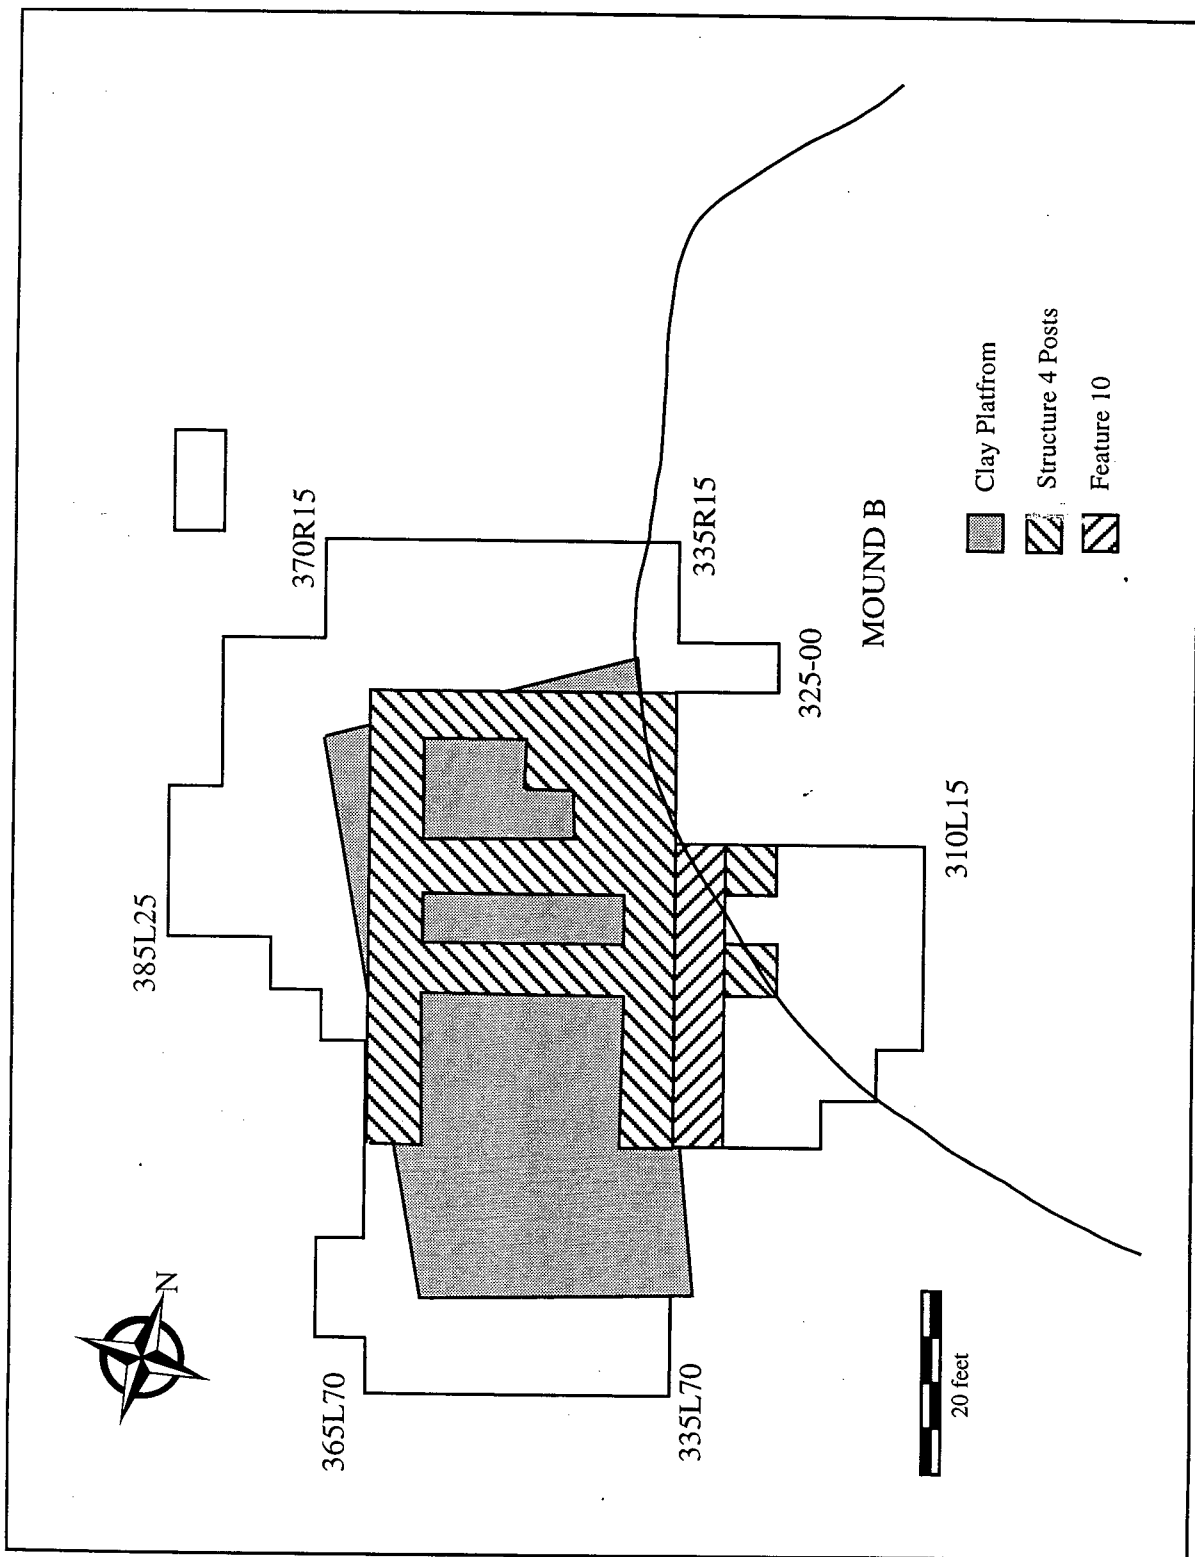 N
365L70
335L70
385L25
370R15
335R15
325-00
310L15
MOUND B
Clay Platfrom
Structure 4 Posts
Feature 10
20 feet